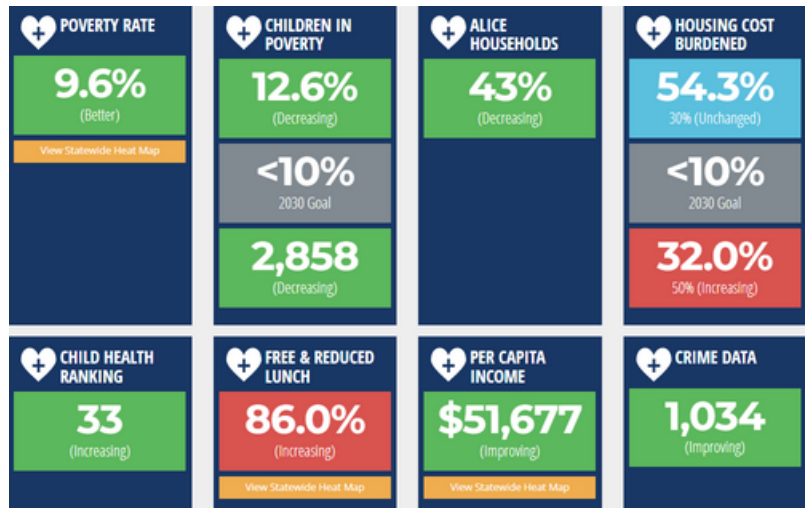 POVERTY RATE
9.6%
(Better)
View Statewide Heat Map
CHILDREN IN
POVERTY
12.6%
(Decreasing)
<10%
2030 Goal
2,858
(Decreasing)
ALICE
HOUSEHOLDS
43%
(Decreasing)
HOUSING COST
BURDENED
54.3%
30% (Unchanged)
<10%
2030 Goal
32.0%
50% (Increasing)
CHILD HEALTH
RANKING
33
(Increasing)
FREE & REDUCED
LUNCH
86.0%
(Increasing)
View Statewide Heat Map
PER CAPITA
INCOME
$51,677
(Improving)
View Statewide Heat Map
CRIME DATA
1,034
(Improving)